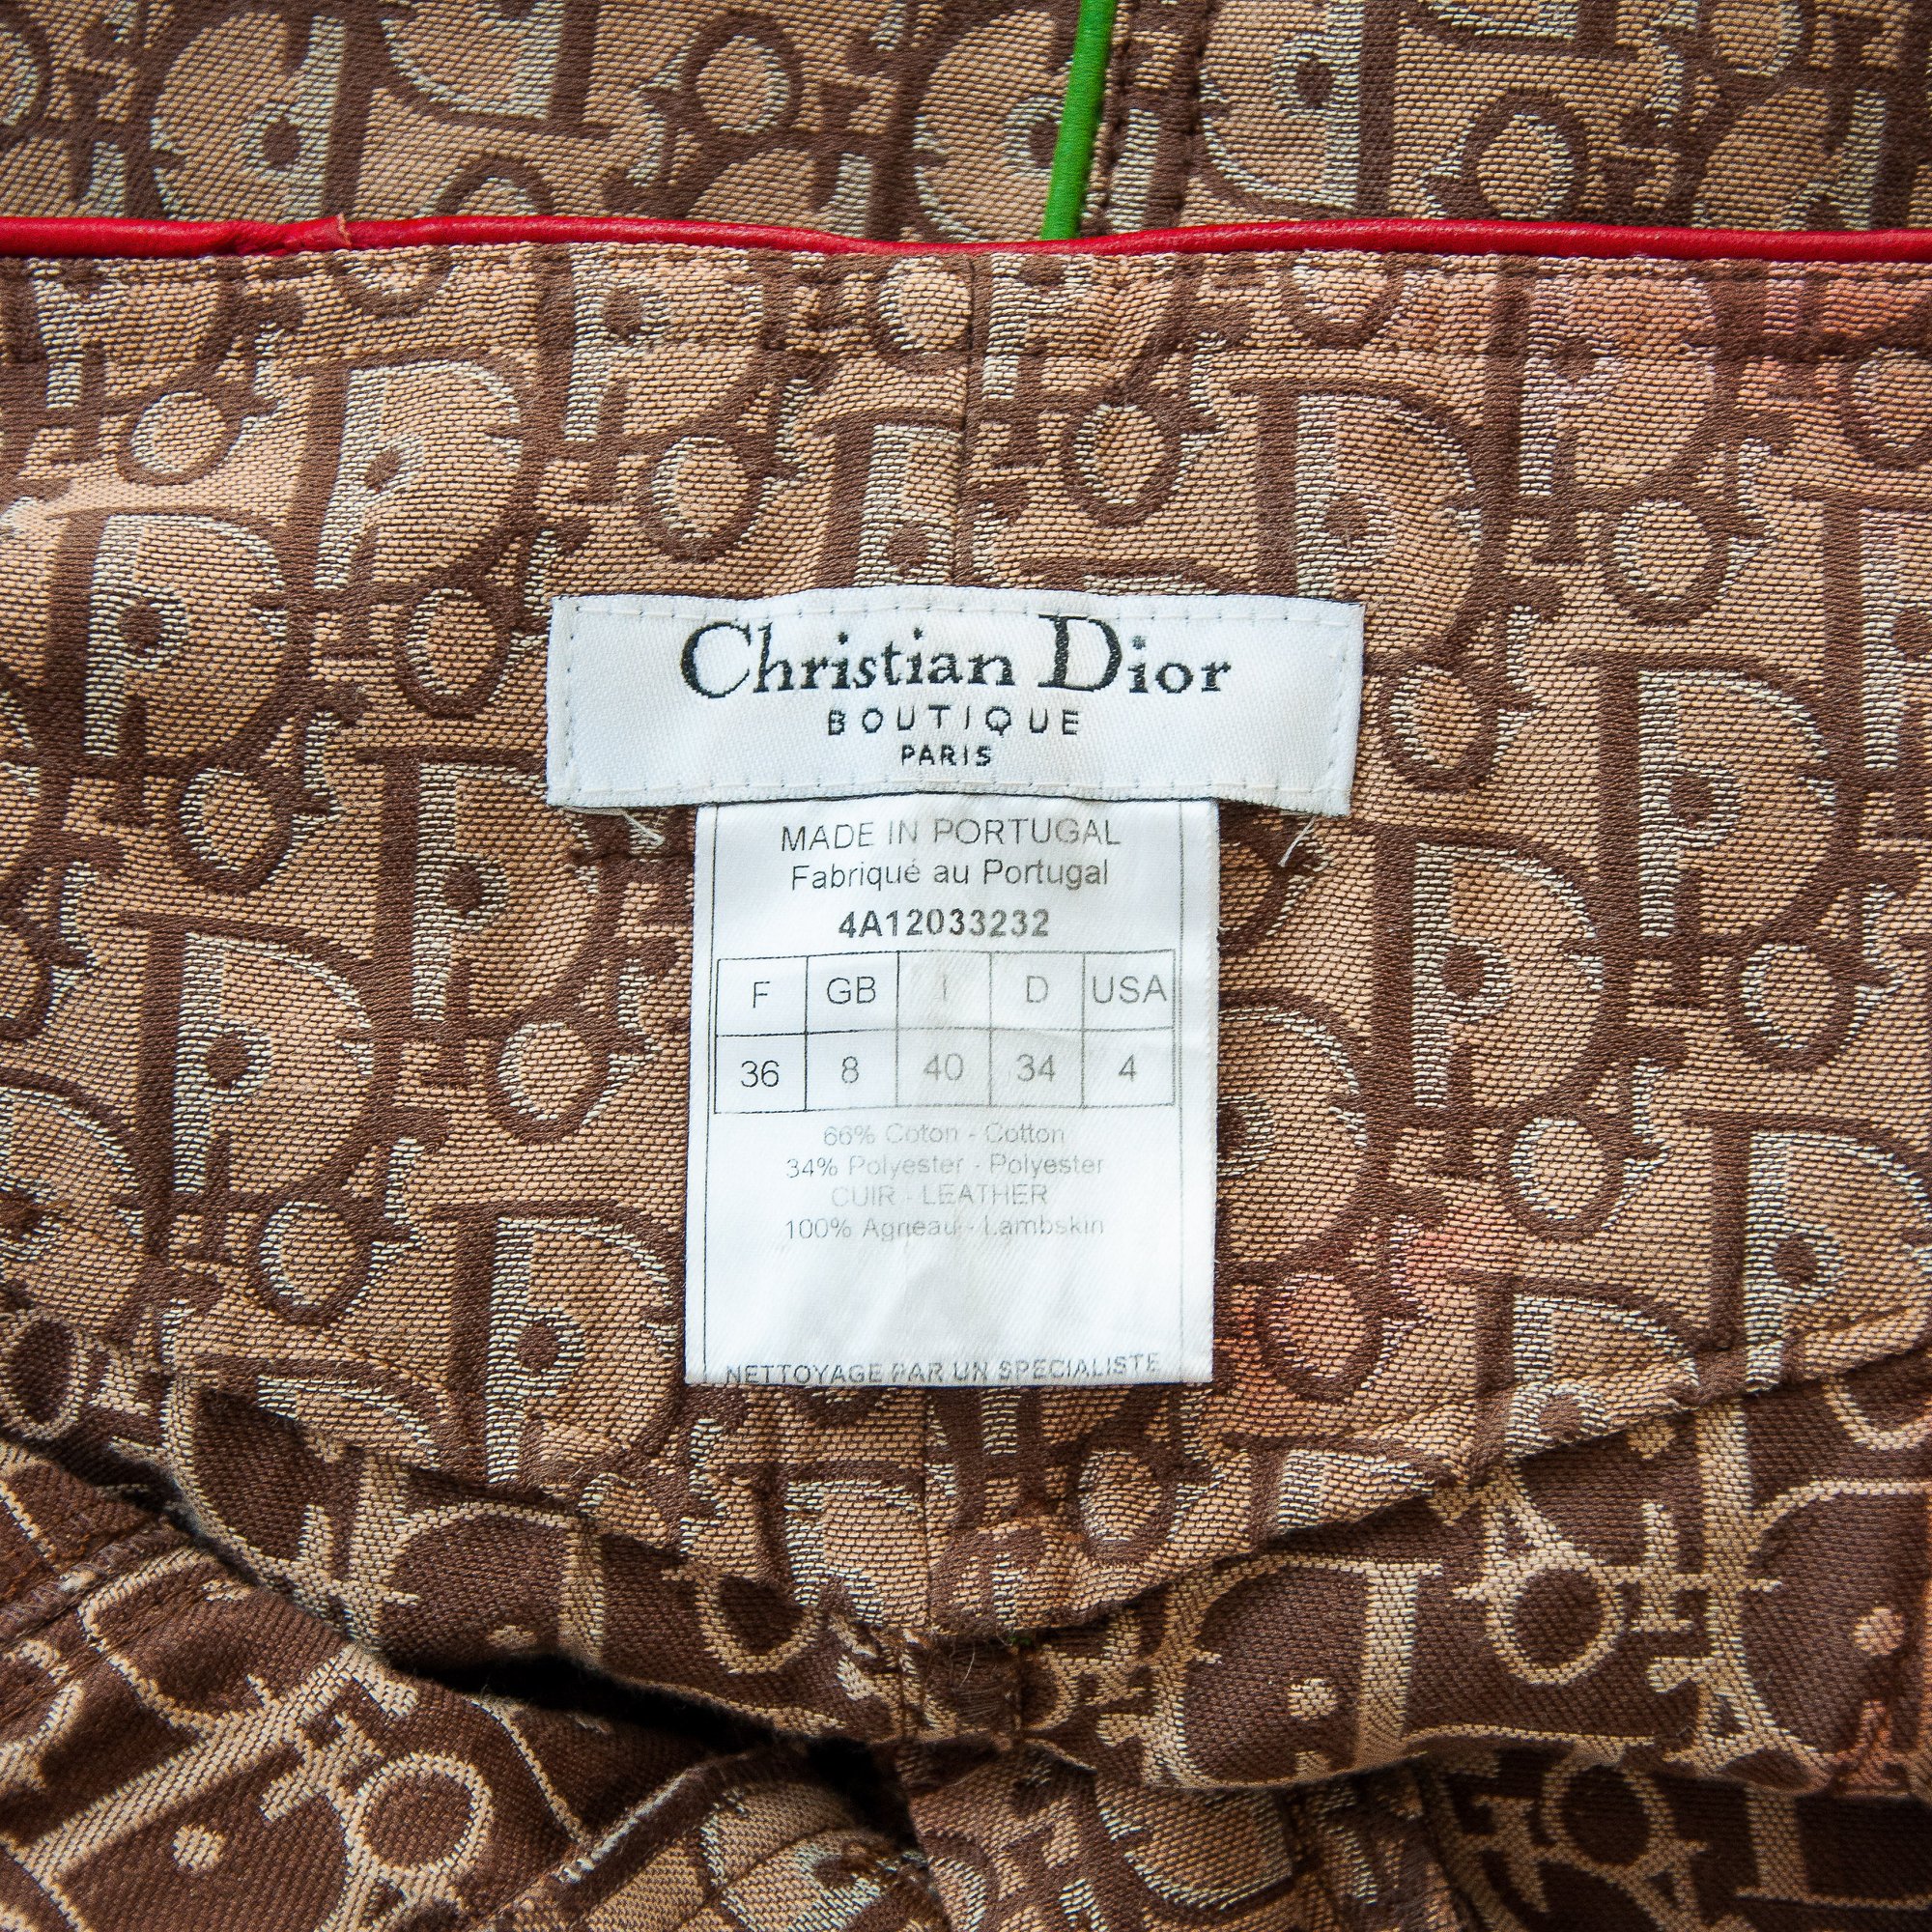 Christian Dior
BOUTIQUE
PARIS
MADE IN PORTUGAL
Fabriqué au Portugal
4A12033232
F GB I D USA
36 8 40 34 4
66% Coton - Cotton
34% Polyester - Polyester
CUIR - LEATHER
100% Agneau - Lambskin
NETTOYAGE PAR UN SPECIALISTE